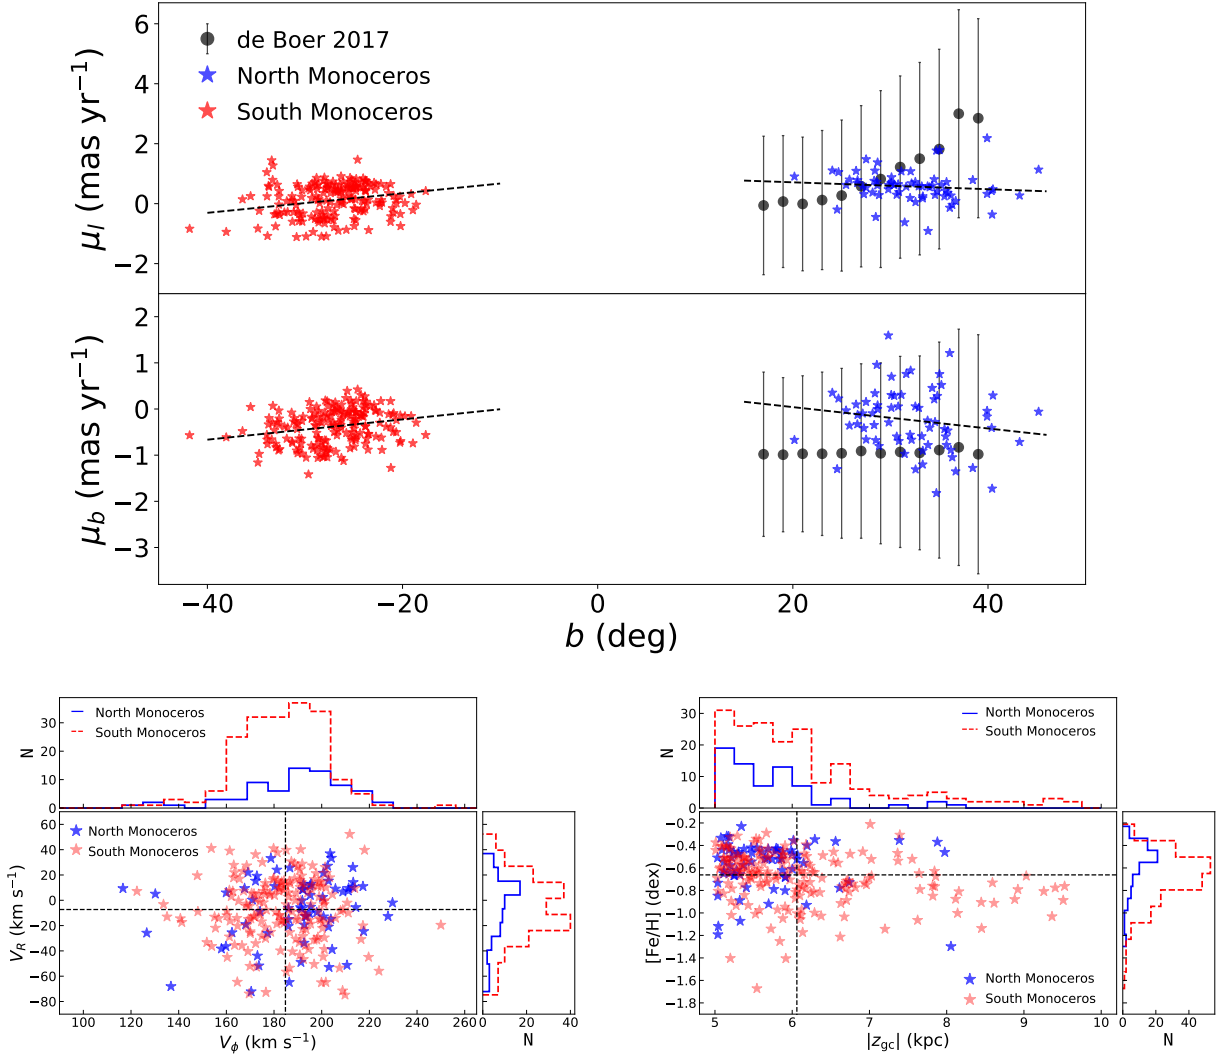 de Boer 2017
North Monoceros
South Monoceros
μl (mas yr−1)
6
4
2
0
−2
μb (mas yr−1)
2
1
0
−1
−2
−3
−40
−20
0
20
40
b (deg)
North Monoceros
South Monoceros
N
30
20
10
0
North Monoceros
South Monoceros
VR (km s−1)
60
40
20
0
−20
−40
−60
−80
100
120
140
160
180
200
220
240
260
Vϕ (km s−1)
0
20
40
N
North Monoceros
South Monoceros
N
30
20
10
0
[Fe/H] (dex)
−0.2
−0.4
−0.6
−0.8
−1.0
−1.2
−1.4
−1.6
−1.8
North Monoceros
South Monoceros
5
6
7
8
9
10
|zgc| (kpc)
0
20
40
N